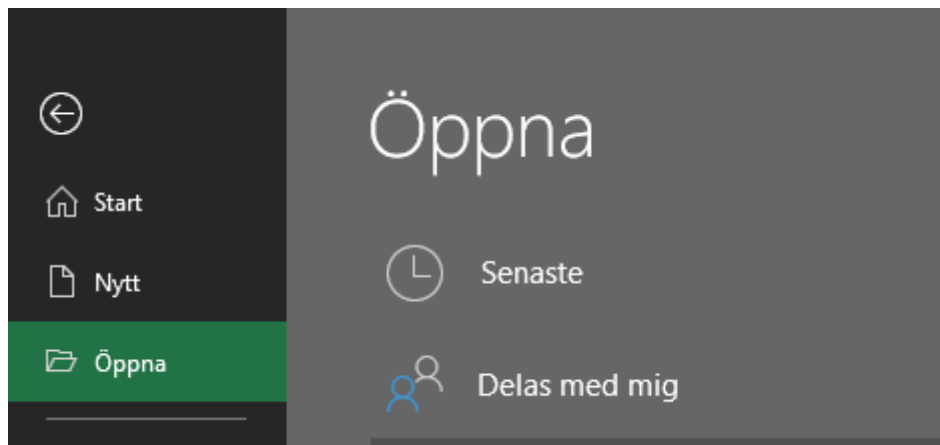 Start
Nytt
Öppna
Öppna
Senaste
Delas med mig